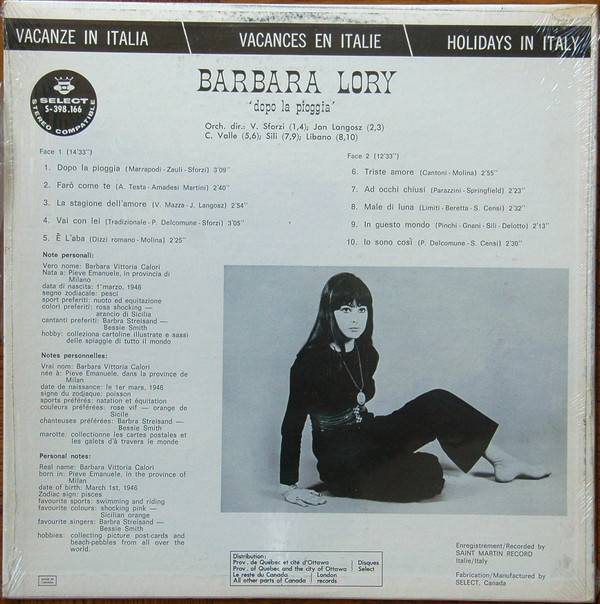 VACANZE IN ITALIA
VACANCES EN ITALIE
HOLIDAYS IN ITALY
SELECT
S-398.166
STEREO COMPATIBLE
BARBARA LORY
"dopo la pioggia"
Orch. dir.: V. Sforzi (1,4); Jan Langosz (2,3)
C. Valle (5,6); Sili (7,9); Libano (8,10)
Face 1 (14'33'')
1. Dopo la pioggia (Marrapodi - Zauli - Sforzi) 3'09''
2. Farò come te (A. Testa - Amadesi Martini) 2'40''
3. La stagione dell'amore (V. Mazza - J. Langosz) 2'54''
4. Vai con lei (Tradizionale - P. Delcomune - Sforzi) 3'05''
5. È L'aba (Dizzi romano - Molina) 2'25''
Face 2 (12'33'')
6. Triste amore (Cantoni - Molina) 2'55''
7. Ad occhi chiusi (Parazzini - Springfield) 2'23''
8. Male di luna (Limiti - Beretta - S. Censi) 2'32''
9. In guesto mondo (Pinchi - Gnani - Sili - Delotto) 2'13''
10. Io sono così (P. Delcomune - S. Censi) 2'30''
Note personali:
Vero nome: Barbara Vittoria Calori
Nata a: Pieve Emanuele, in provincia di
Milano
data di nascita: 1°marzo, 1946
segno zodiacale: pesci
sport preferiti: nuoto ed equitazione
colori preferiti: rosa shocking —
arancio di Sicilia
cantanti preferiti: Barbra Streisand —
Bessie Smith
hobby: colleziona cartoline illustrate e sassi
delle spiaggie di tutto il mondo
Notes personnelles:
Vrai nom: Barbara Vittoria Calori
née à: Pieve Emanuele, dans la province de
Milan
date de naissance: le 1er mars, 1946
signe du zodiaque: poisson
sports préférés: natation et équitation
couleurs préférées: rose vif — orange de
Sicile
chanteuses préférées: Barbra Streisand —
Bessie Smith
marotte: collectionne les cartes postales et
les galets d'à travers le monde
Personal notes:
Real name: Barbara Vittoria Calori
born in: Pieve Emanuele, in the province of
Milan
date of birth: March 1st, 1946
Zodiac sign: pisces
favourite sports: swimming and riding
favourite colours: shocking pink —
Sicilian orange
favourite singers: Barbra Streisand —
Bessie Smith
hobbies: collecting picture post-cards and
beach-pebbles from all over the
world.
Distribution:
Prov. de Québec et cité d'Ottawa
Prov. of Quebec and the city of Ottawa
Disques
Select
Le reste du Canada
All other parts of Canada
London
records
Enregistrement/Recorded by
SAINT MARTIN RECORD
Italie/Italy
Fabrication/Manufactured by
SELECT, Canada